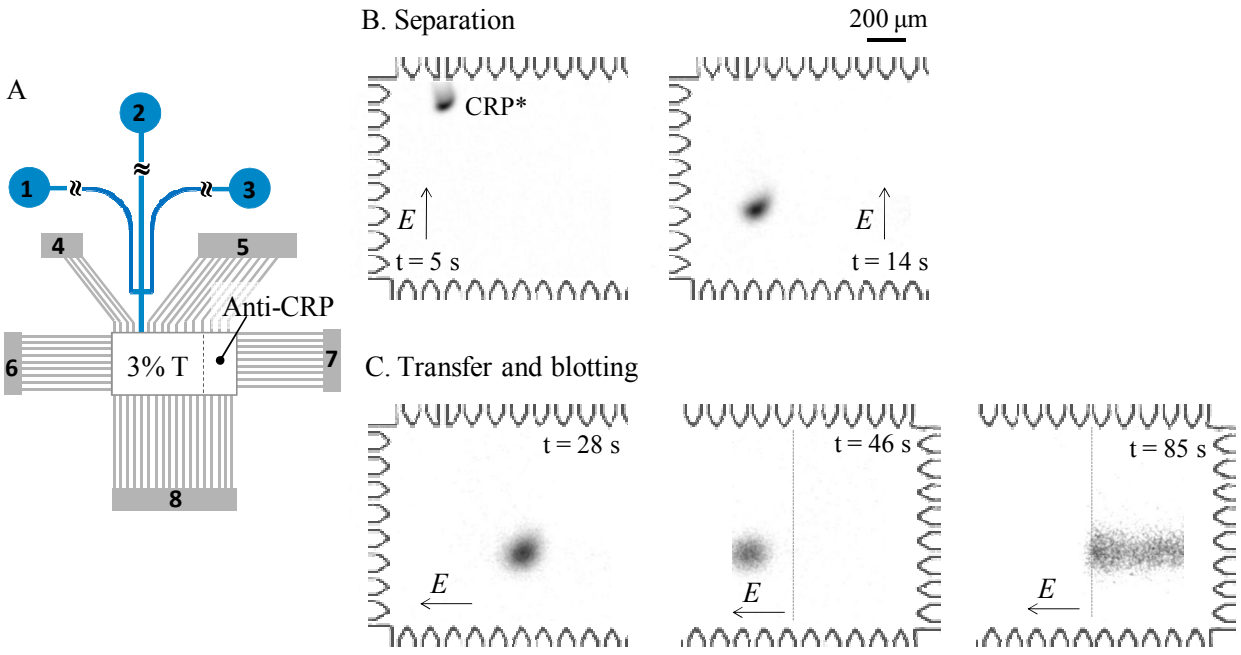 A
2
1
3
4
5
Anti-CRP
6
3% T
7
8
B. Separation
200 µm
CRP*
E
t = 5 s
E
t = 14 s
C. Transfer and blotting
t = 28 s
E
t = 46 s
E
t = 85 s
E